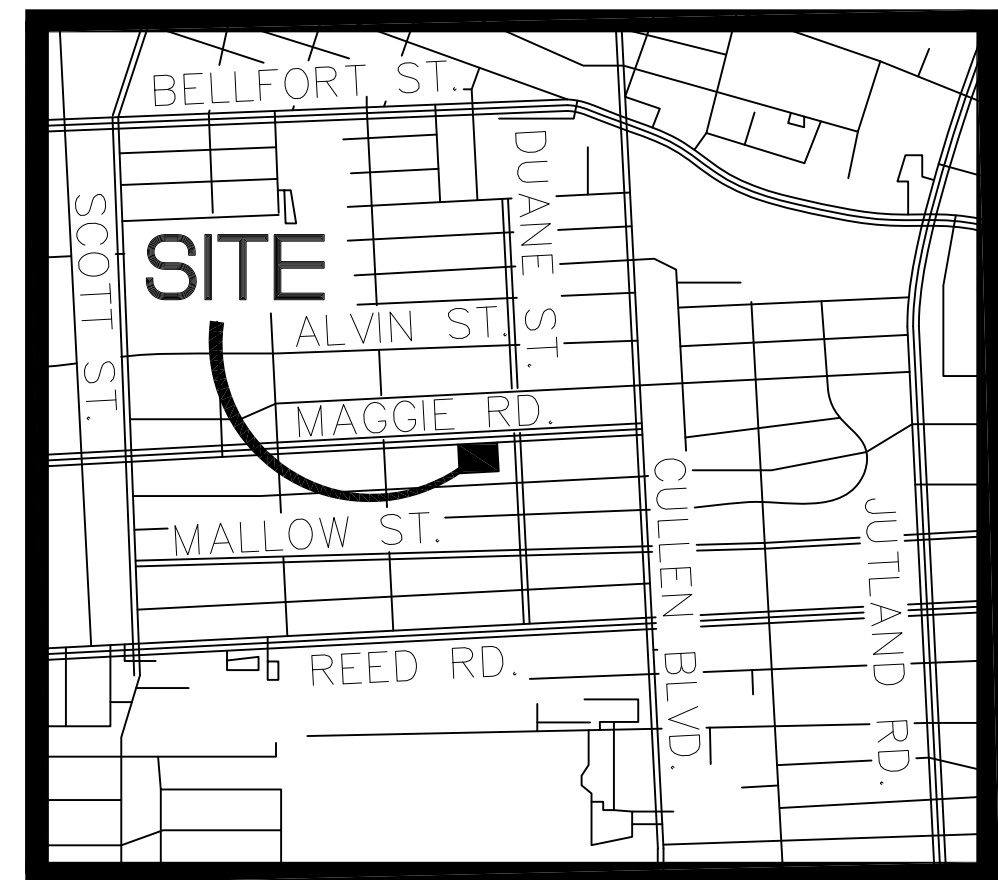 BELLFORT ST.
DUANE ST.
SCOTT ST.
SITE
ALVIN ST.
MAGGIE RD.
CULLEN BLVD.
MALLOW ST.
JUTLAND RD.
REED RD.